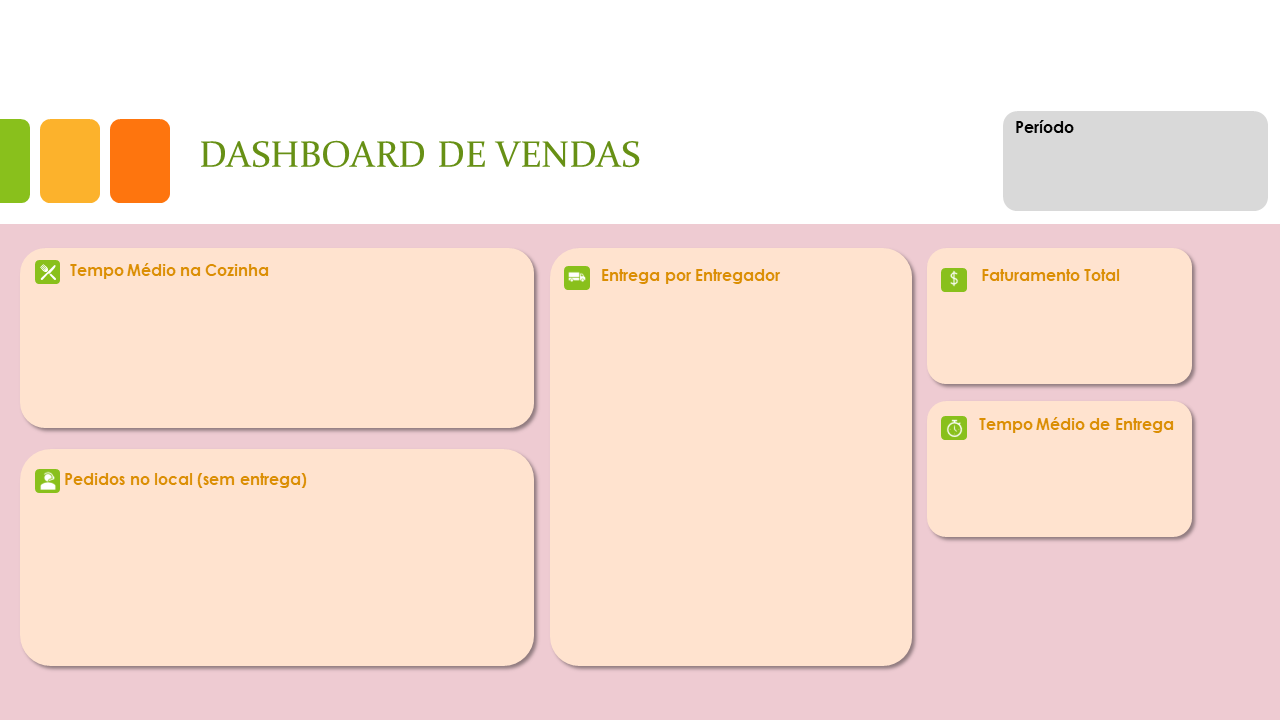 DASHBOARD DE VENDAS
Período
Tempo Médio na Cozinha
Entrega por Entregador
$ Faturamento Total
Tempo Médio de Entrega
Pedidos no local (sem entrega)